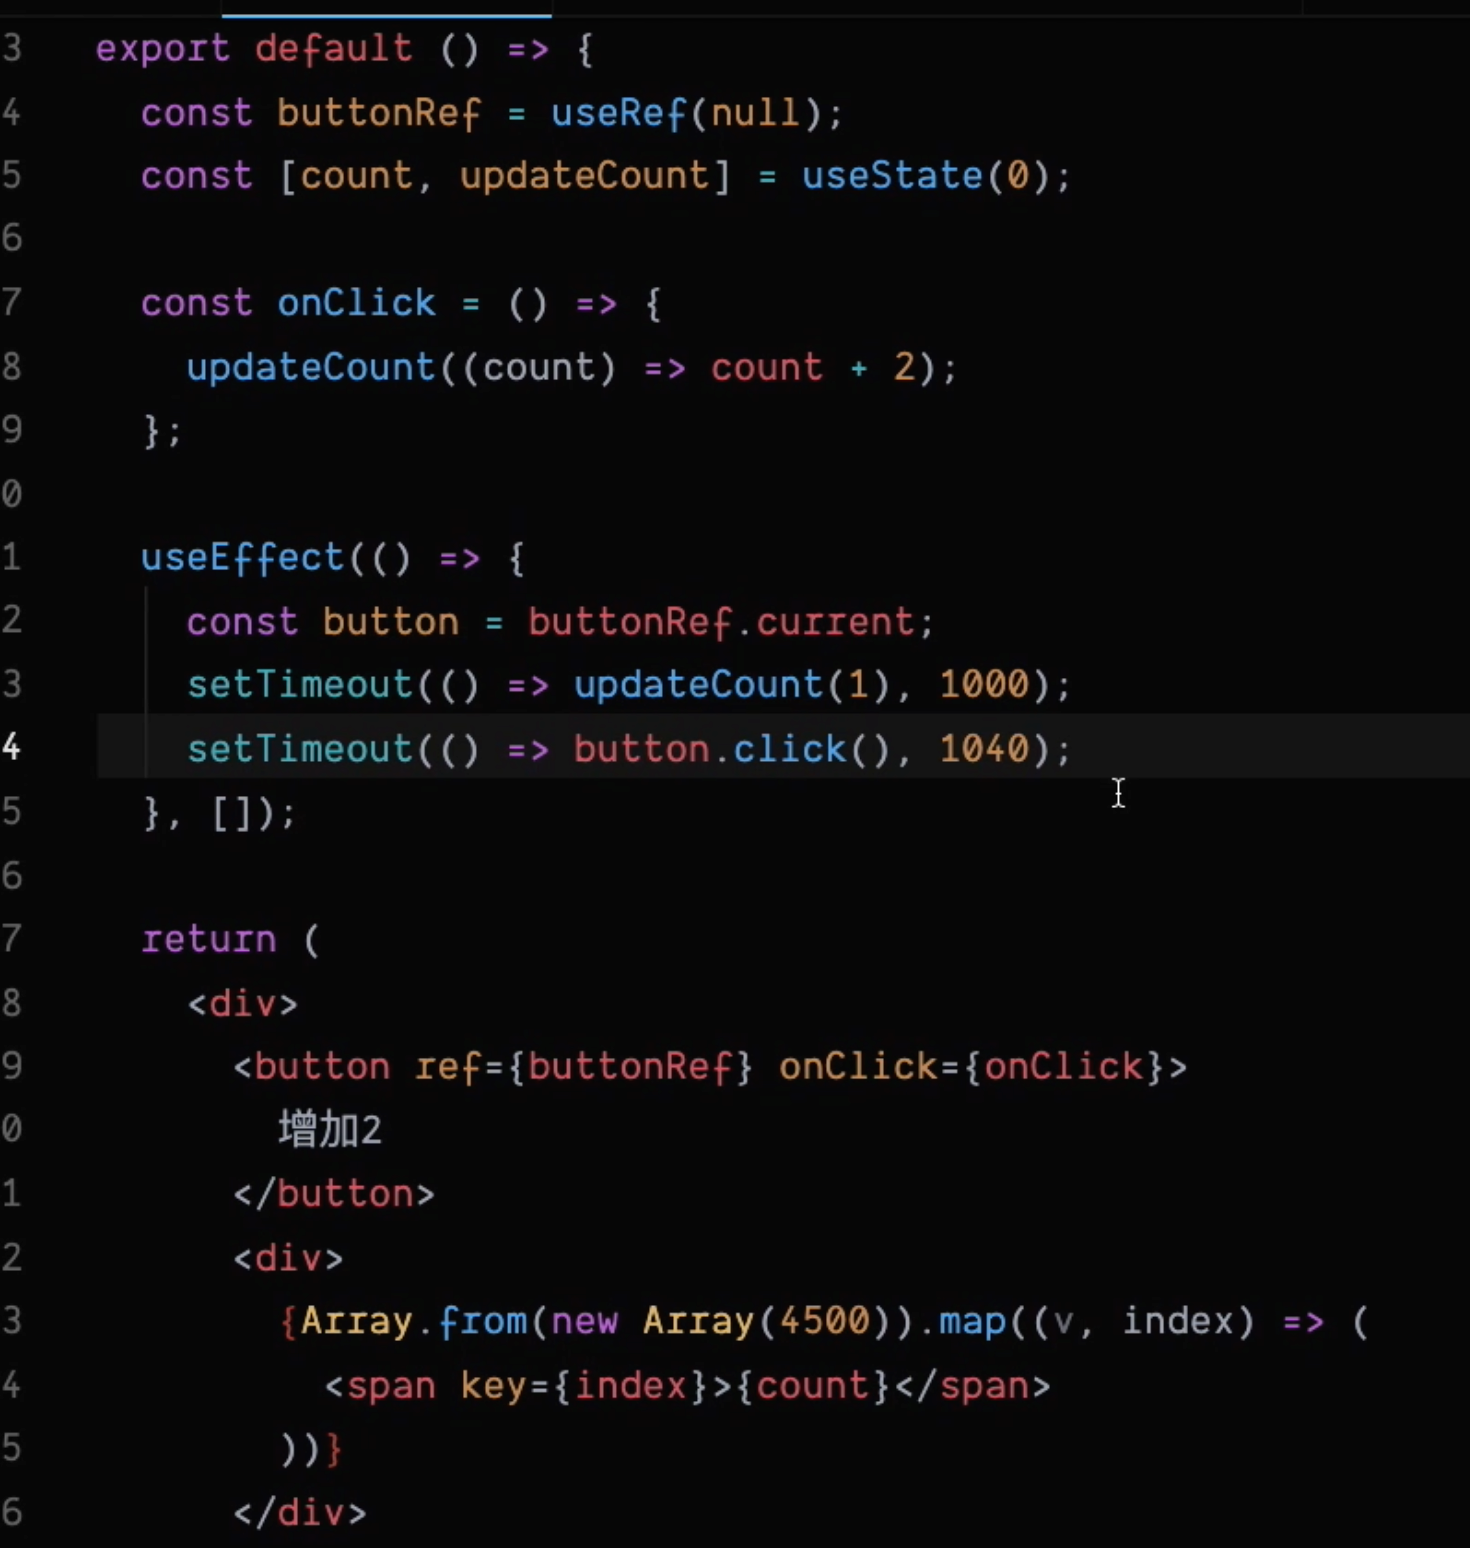 3 export default () => {
4 const buttonRef = useRef(null);
5 const [count, updateCount] = useState(0);
6
7 const onClick = () => {
8 updateCount((count) => count + 2);
9 };
0
1 useEffect(() => {
2 const button = buttonRef.current;
3 setTimeout(() => updateCount(1), 1000);
4 setTimeout(() => button.click(), 1040);
5 }, []);
6
7 return (
8 <div>
9 <button ref={buttonRef} onClick={onClick}>
0 增加2
1 </button>
2 <div>
3 {Array.from(new Array(4500)).map((v, index) => (
4 <span key={index}>{count}</span>
5 ))}
6 </div>